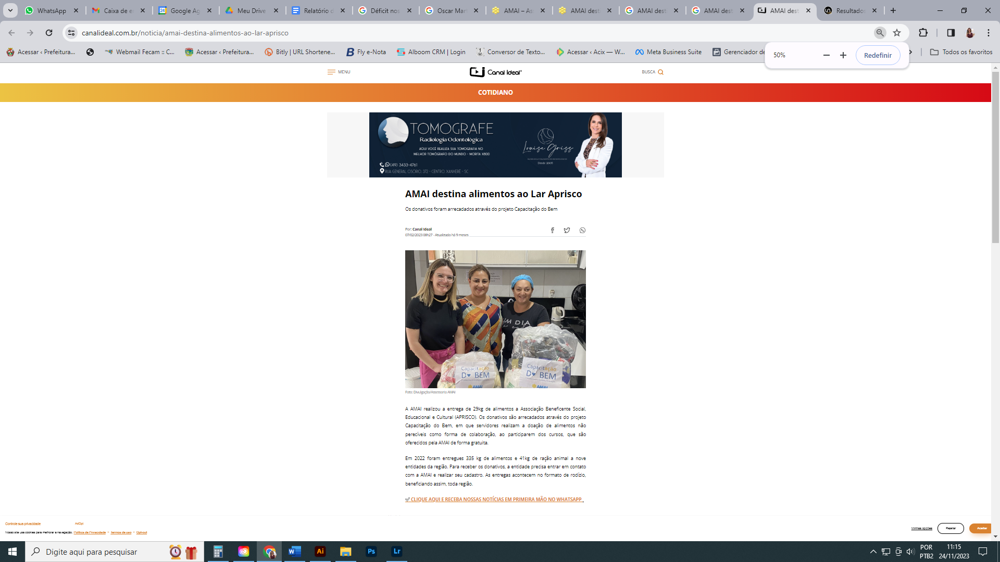 WhatsApp
Caixa de e
Google Ag
Meu Drive
Relatório d
Déficit nos
Oscar Mar
AMAI – As
AMAI dest
AMAI dest
AMAI dest
AMAI dest
Resultados
canalideal.com.br/noticia/amai-destina-alimentos-ao-lar-aprisco
Acessar ‹ Prefeitura...
Webmail Fecam :: C...
Acessar ‹ Prefeitura...
Bitly | URL Shortene...
Fly e-Nota
Alboom CRM | Login
Conversor de Texto...
Acessar ‹ Acix — W...
Meta Business Suite
Gerenciador de
Todos os favoritos
50%
Redefinir
MENU
Canal Ideal
BUSCA
COTIDIANO
TOMOGRAFE
Radiologia Odontológica
AQUI VOCÊ REALIZA SUA TOMOGRAFIA NO
MELHOR TOMÓGRAFO DO MUNDO - MORITA X800
(49) 3433-4761
RUA GENERAL OSÓRIO, 372 - CENTRO, XANXERÊ - SC
Louise Griss
Desde 2005
AMAI destina alimentos ao Lar Aprisco
Os donativos foram arrecadados através do projeto Capacitação do Bem
Por: Canal Ideal
07/02/2023 08h27 - Atualizado há 9 meses
IM DIA
Capacitação
DO BEM
AMAI
Capacitação
DO BEM
AMAI
Foto: Divulgação/Assessoria AMAI
A AMAI realizou a entrega de 29kg de alimentos a Associação Beneficente Social,
Educacional e Cultural (APRISCO). Os donativos são arrecadados através do projeto
Capacitação do Bem, em que servidores realizam a doação de alimentos não
perecíveis como forma de colaboração, ao participarem dos cursos, que são
oferecidos pela AMAI de forma gratuita.
Em 2022 foram entregues 335 kg de alimentos e 41kg de ração animal a nove
entidades da região. Para receber os donativos, a entidade precisa entrar em contato
com a AMAI e realizar seu cadastro. As entregas acontecem no formato de rodízio,
beneficiando assim, toda região.
✅ CLIQUE AQUI E RECEBA NOSSAS NOTÍCIAS EM PRIMEIRA MÃO NO WHATSAPP
Controle sua privacidade
AdOpt
Nosso site usa cookies para melhorar a navegação. Política de Privacidade - Termos de uso - Opt-out
Minhas opções
Rejeitar
Aceitar
Digite aqui para pesquisar
Ai
Ps
Lr
POR
PTB2
11:15
24/11/2023